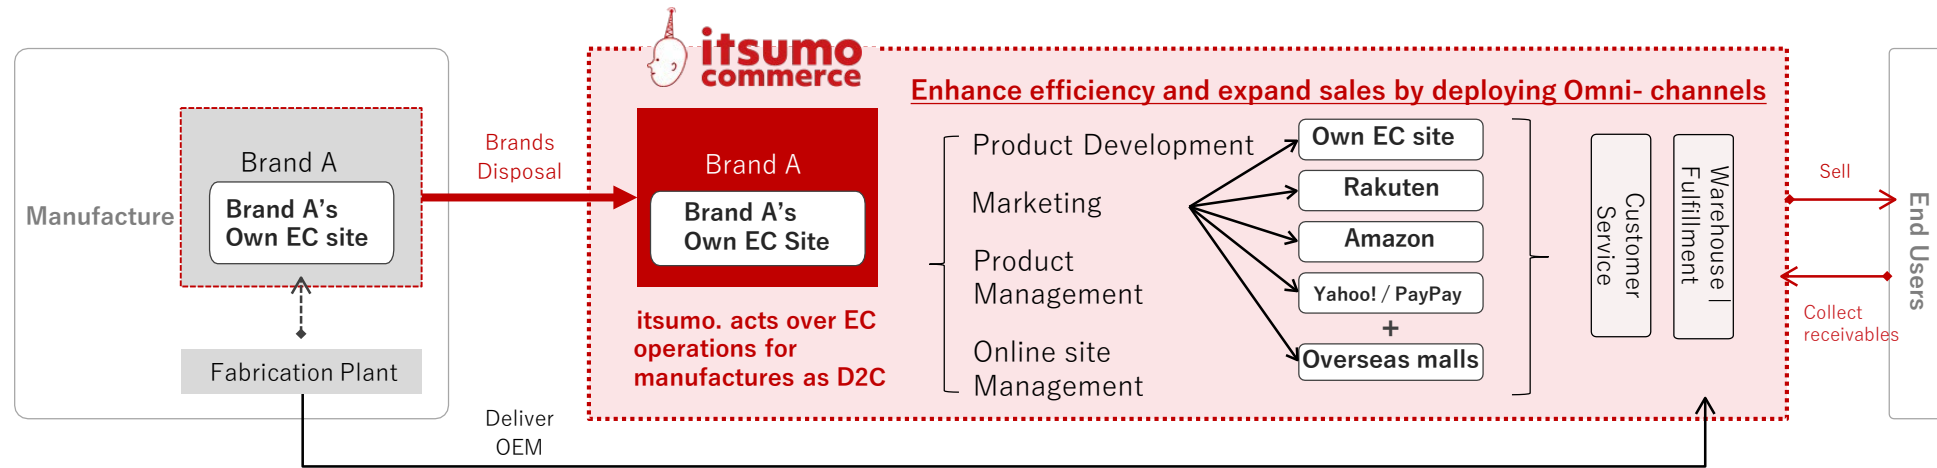 Manufacture
Brand A
Brand A's
Own EC site
Fabrication Plant
Brands
Disposal
Deliver
OEM
itsumo
commerce
Brand A
Brand A's
Own EC Site
itsumo. acts over EC
operations for
manufactures as D2C
Enhance efficiency and expand sales by deploying Omni- channels
Product Development
Marketing
Product
Management
Online site
Management
Own EC site
Rakuten
Amazon
Yahoo! / PayPay
+
Overseas malls
Customer
Service
Warehouse |
Fulfillment
Sell
Collect
receivables
End Users